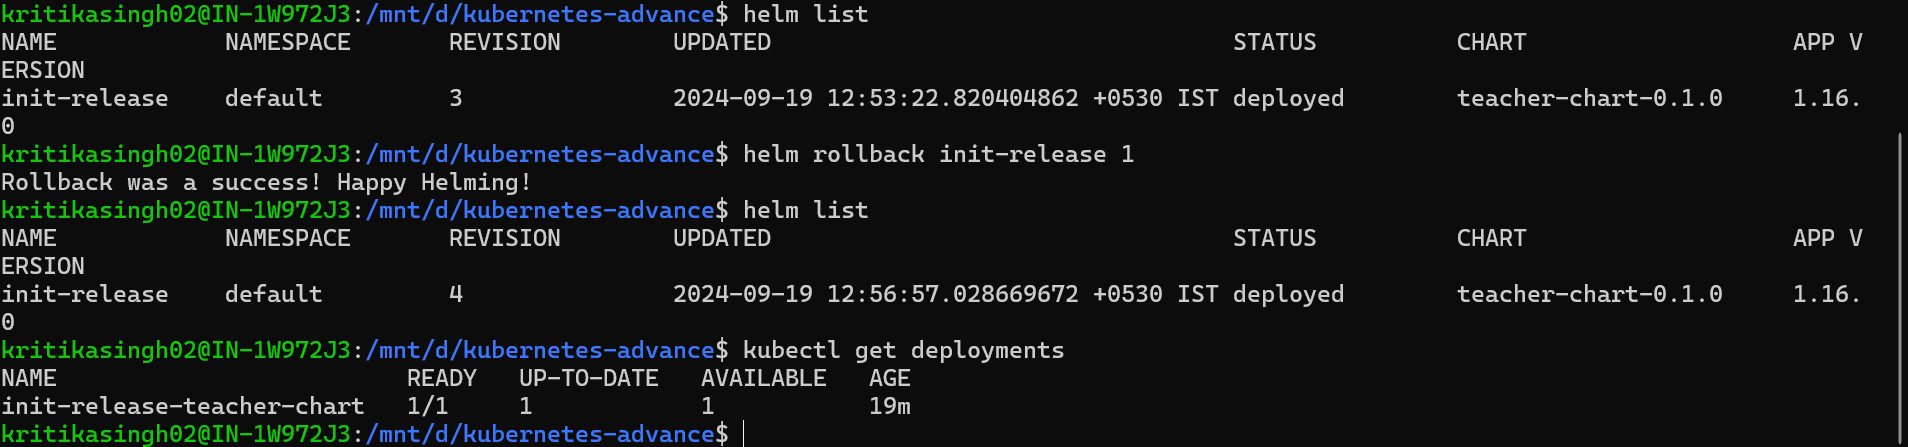 kritikasingh02@IN-1W972J3:/mnt/d/kubernetes-advance$ helm list
NAME            NAMESPACE       REVISION        UPDATED                                 STATUS          CHART                   APP V
ERSION
init-release    default         3               2024-09-19 12:53:22.820404862 +0530 IST deployed        teacher-chart-0.1.0     1.16.
0
kritikasingh02@IN-1W972J3:/mnt/d/kubernetes-advance$ helm rollback init-release 1
Rollback was a success! Happy Helming!
kritikasingh02@IN-1W972J3:/mnt/d/kubernetes-advance$ helm list
NAME            NAMESPACE       REVISION        UPDATED                                 STATUS          CHART                   APP V
ERSION
init-release    default         4               2024-09-19 12:56:57.028669672 +0530 IST deployed        teacher-chart-0.1.0     1.16.
0
kritikasingh02@IN-1W972J3:/mnt/d/kubernetes-advance$ kubectl get deployments
NAME                         READY   UP-TO-DATE   AVAILABLE   AGE
init-release-teacher-chart   1/1     1            1           19m
kritikasingh02@IN-1W972J3:/mnt/d/kubernetes-advance$